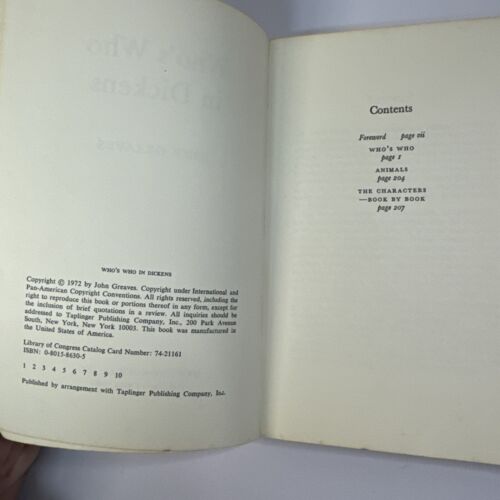 WHO'S WHO IN DICKENS
Copyright © 1972 by John Greaves. Copyright under International and
Pan-American Copyright Conventions. All rights reserved, including the
right to reproduce this book or portions thereof in any form, except for
the inclusion of brief quotations in a review. All inquiries should be
addressed to Taplinger Publishing Company, Inc., 200 Park Avenue
South, New York, New York 10003. This book was manufactured in
the United States of America.
Library of Congress Catalog Card Number: 74-21161
ISBN: 0-8015-8630-5
1 2 3 4 5 6 7 8 9 10
Published by arrangement with Taplinger Publishing Company, Inc.
Contents
Foreword page vii
WHO'S WHO
page 1
ANIMALS
page 204
THE CHARACTERS
—BOOK BY BOOK
page 207